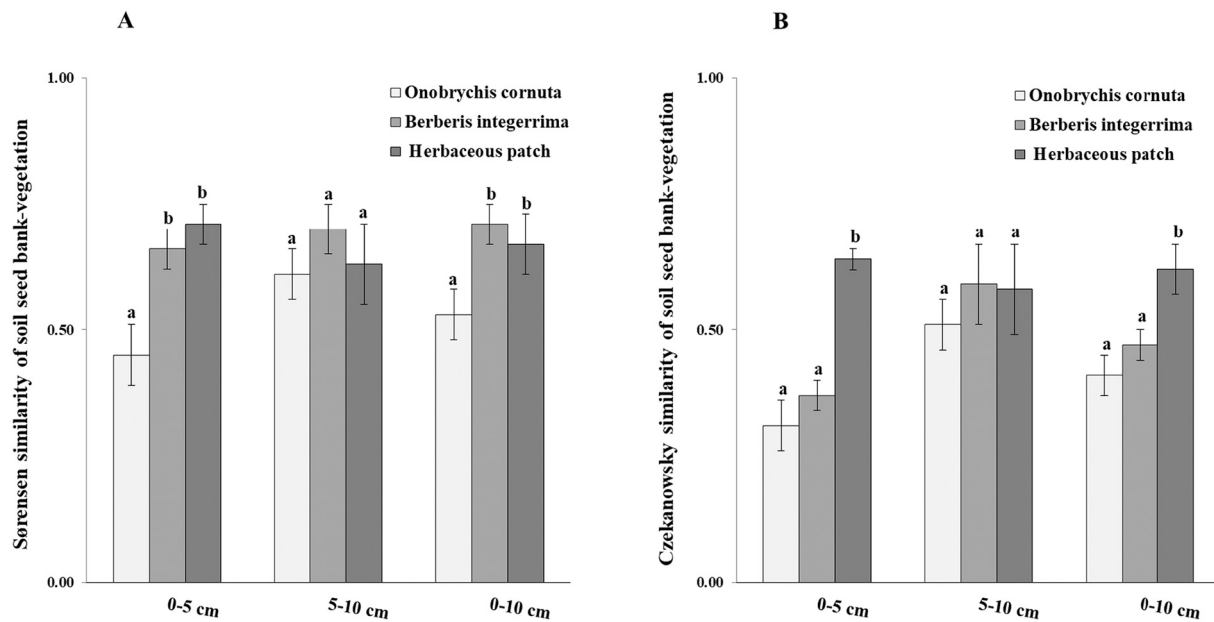 A
Sørensen similarity of soil seed bank-vegetation
1.00
0.50
0.00
Onobrychis cornuta
Berberis integerrima
Herbaceous patch
a b b
a a a
a b b
0-5 cm 5-10 cm 0-10 cm
B
Czekanowsky similarity of soil seed bank-vegetation
1.00
0.50
0.00
Onobrychis cornuta
Berberis integerrima
Herbaceous patch
a a b
a a a
a a b
0-5 cm 5-10 cm 0-10 cm